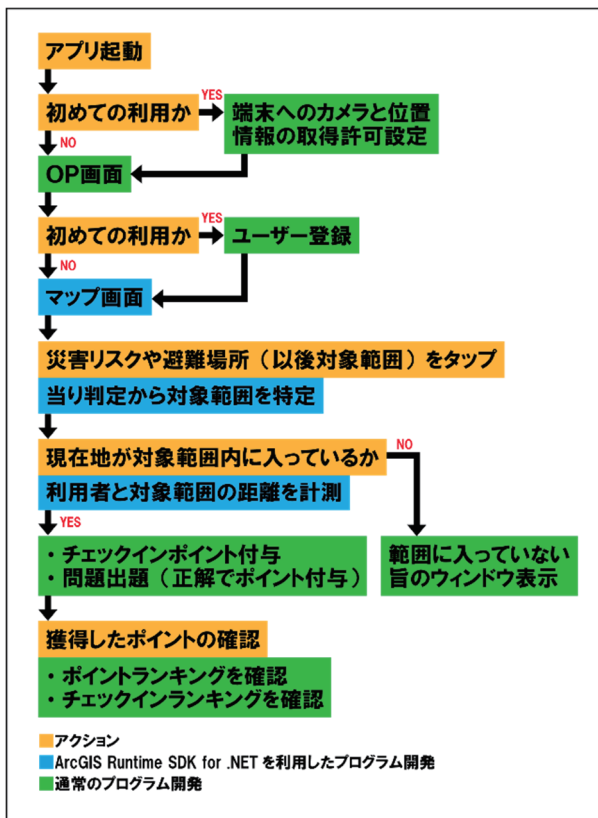 アプリ起動
初めての利用か
YES
端末へのカメラと位置
情報の取得許可設定
NO
OP画面
初めての利用か
YES
ユーザー登録
NO
マップ画面
災害リスクや避難場所(以後対象範囲)をタップ
当り判定から対象範囲を特定
現在地が対象範囲内に入っているか
NO
利用者と対象範囲の距離を計測
YES
・チェックインポイント付与
・問題出題(正解でポイント付与)
範囲に入っていない
旨のウィンドウ表示
獲得したポイントの確認
・ポイントランキングを確認
・チェックインランキングを確認
アクション
ArcGIS Runtime SDK for .NETを利用したプログラム開発
通常のプログラム開発